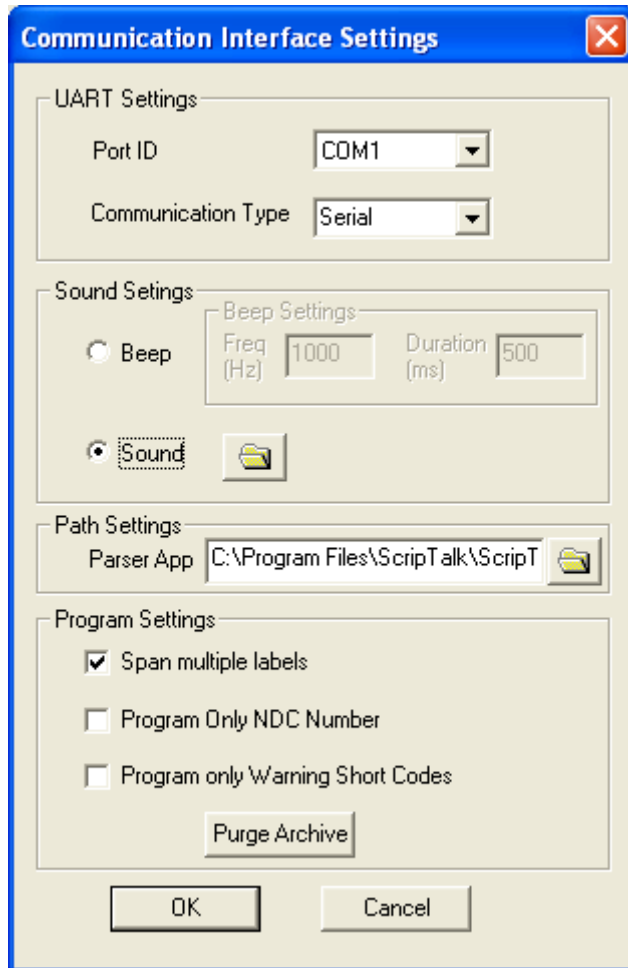 Communication Interface Settings
UART Settings
Port ID COM1
Communication Type Serial
Sound Setings
Beep Settings
Beep Freq (Hz) 1000 Duration (ms) 500
Sound
Path Settings
Parser App C:\Program Files\ScripTalk\ScripT
Program Settings
Span multiple labels
Program Only NDC Number
Program only Warning Short Codes
Purge Archive
OK Cancel